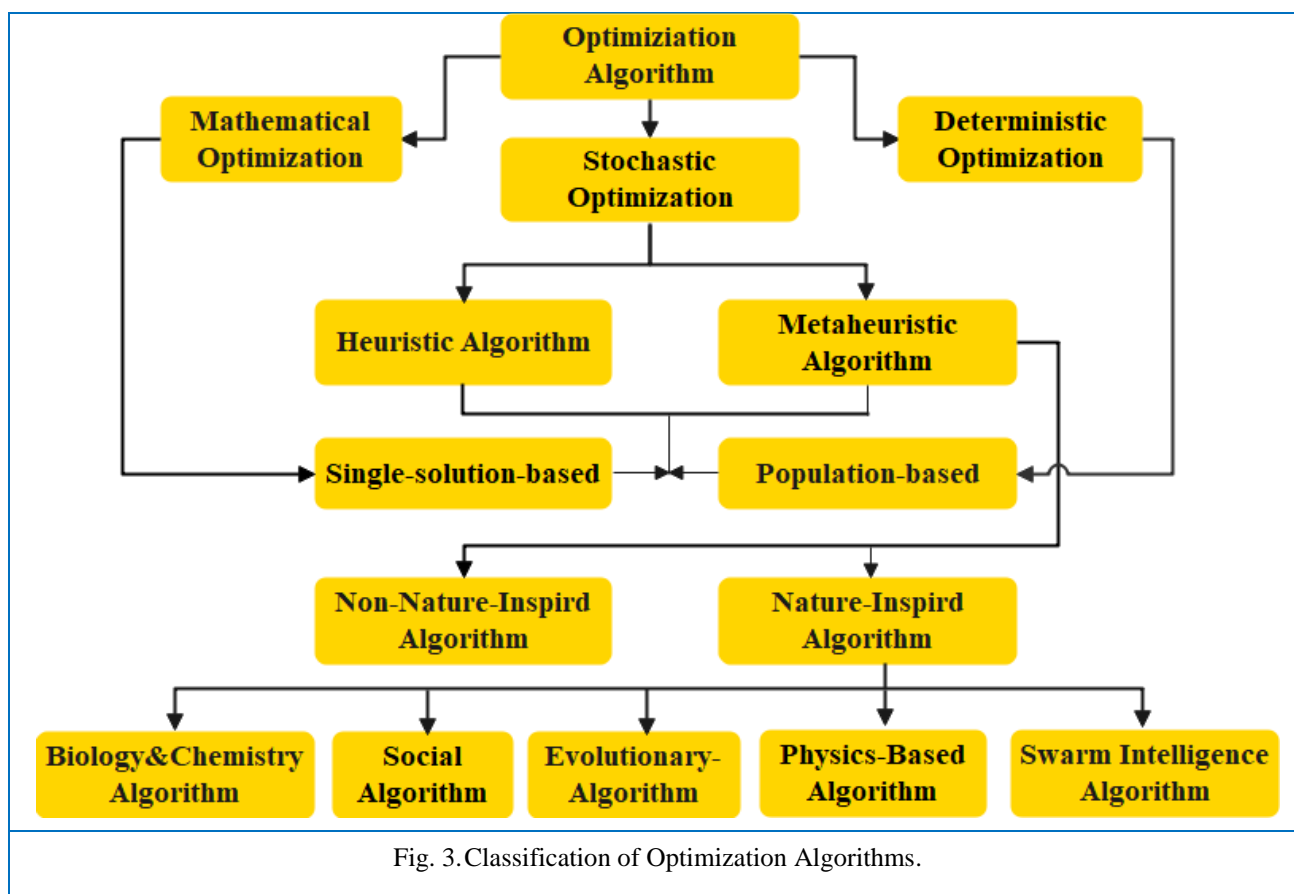 Optimiziation
Algorithm
Mathematical
Optimization
Deterministic
Optimization
Stochastic
Optimization
Heuristic Algorithm
Metaheuristic
Algorithm
Single-solution-based
Population-based
Non-Nature-Inspird
Algorithm
Nature-Inspird
Algorithm
Biology&Chemistry
Algorithm
Social
Algorithm
Evolutionary-
Algorithm
Physics-Based
Algorithm
Swarm Intelligence
Algorithm
Fig. 3.Classification of Optimization Algorithms.